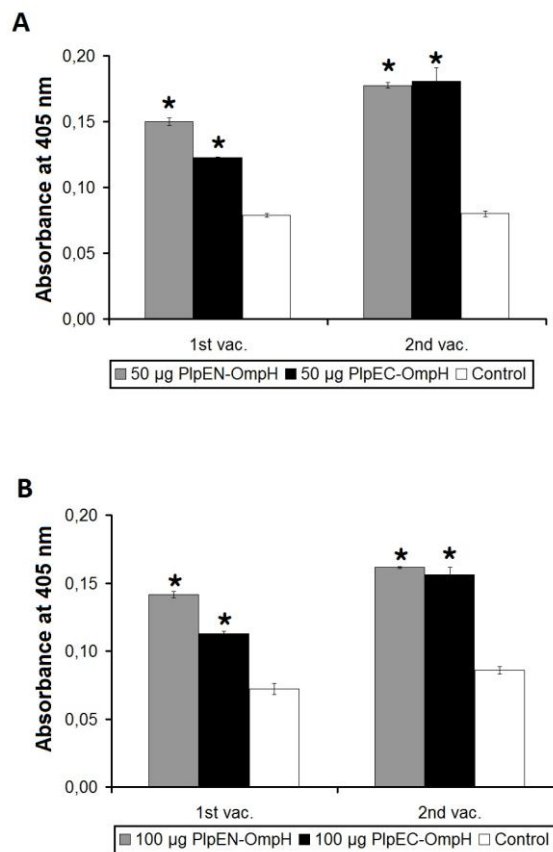 A
Absorbance at 405 nm
0,20
0,15
0,10
0,05
0,00
* * * *
1st vac. 2nd vac.
50 µg PlpEN-OmpH 50 µg PlpEC-OmpH Control
B
Absorbance at 405 nm
0,20
0,15
0,10
0,05
0,00
* * * *
1st vac. 2nd vac.
100 µg PlpEN-OmpH 100 µg PlpEC-OmpH Control